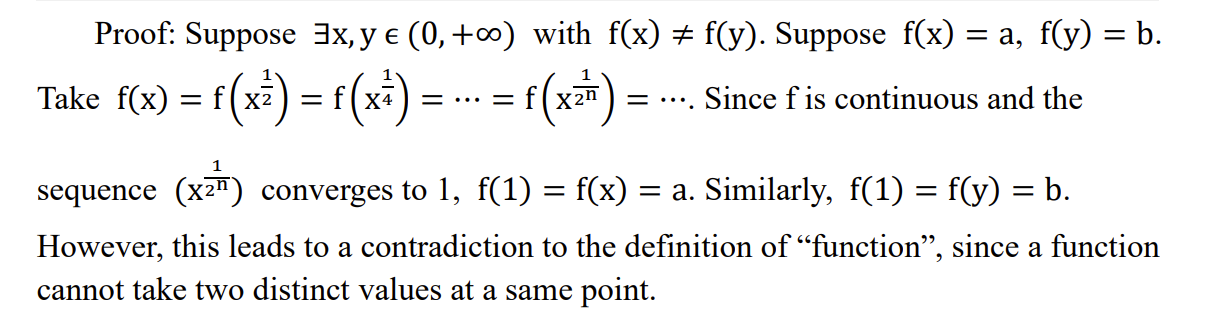 Proof: Suppose ∃x, y ϵ (0, +∞) with f(x) ≠ f(y). Suppose f(x) = a, f(y) = b.
Take f(x) = f(x^{1/2}) = f(x^{1/4}) = ⋯ = f(x^{1/2^n}) = ⋯. Since f is continuous and the
sequence (x^{1/2^n}) converges to 1, f(1) = f(x) = a. Similarly, f(1) = f(y) = b.
However, this leads to a contradiction to the definition of “function”, since a function
cannot take two distinct values at a same point.